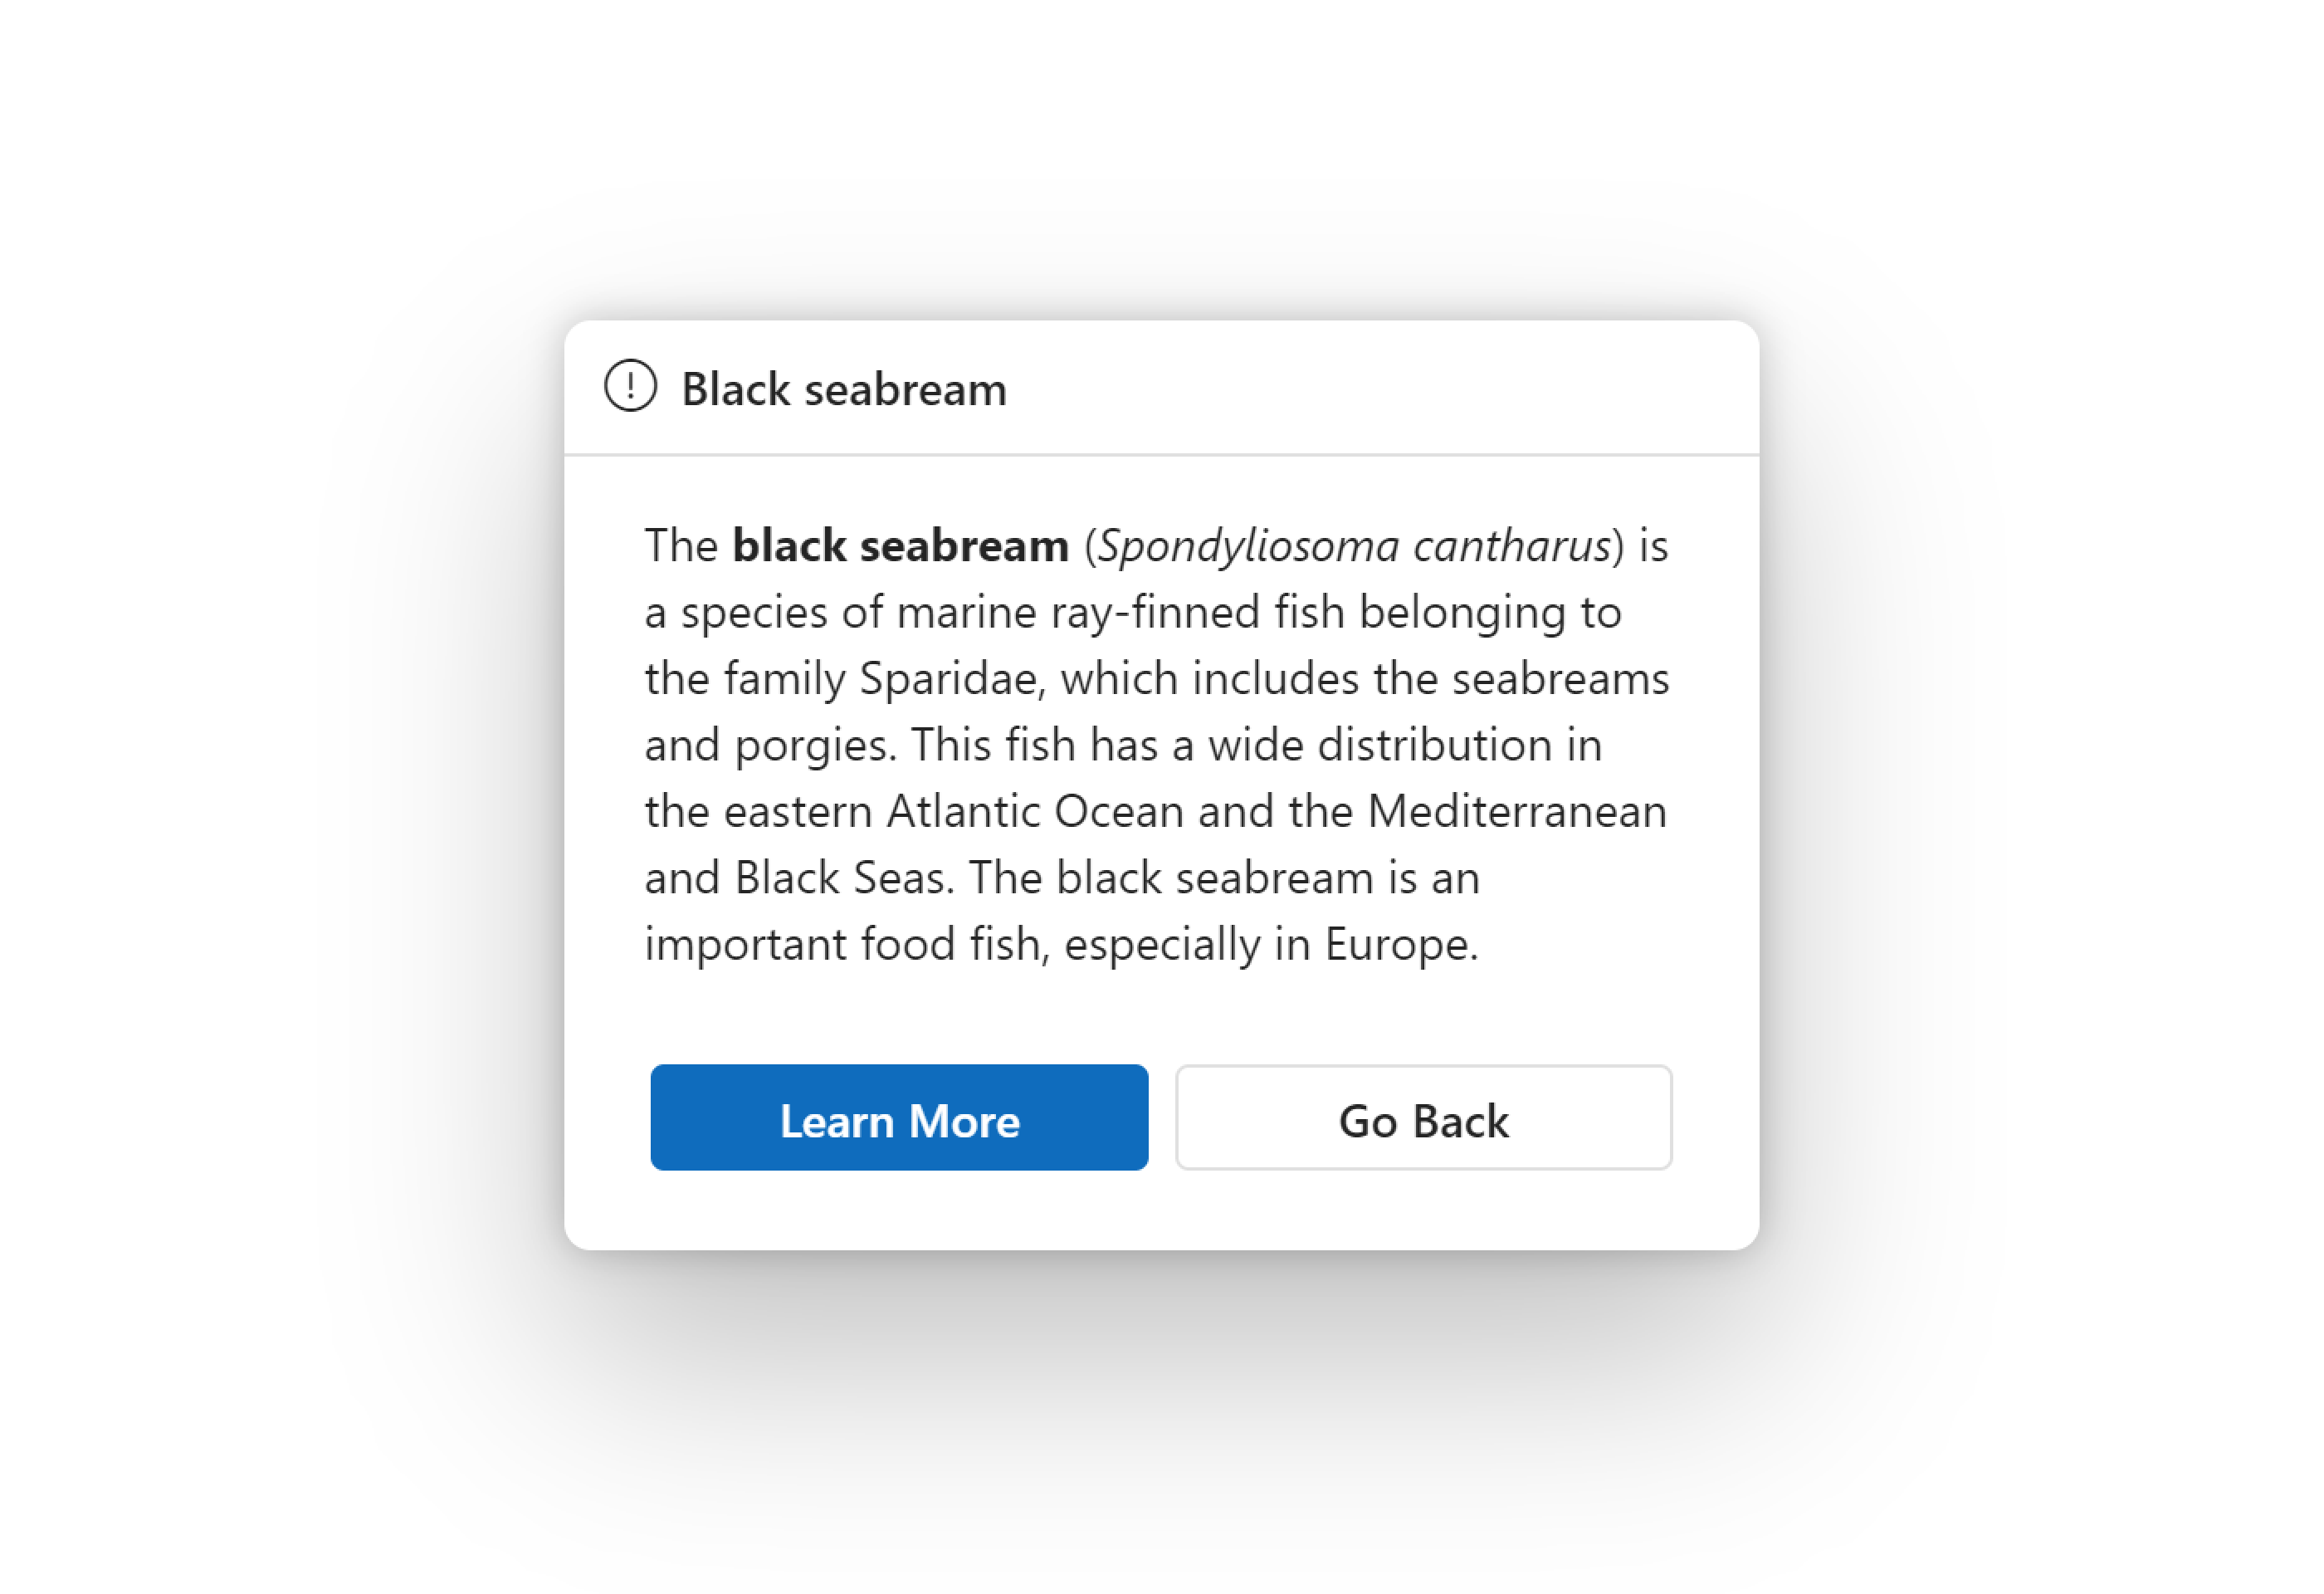 Black seabream
The black seabream (Spondyliosoma cantharus) is
a species of marine ray-finned fish belonging to
the family Sparidae, which includes the seabreams
and porgies. This fish has a wide distribution in
the eastern Atlantic Ocean and the Mediterranean
and Black Seas. The black seabream is an
important food fish, especially in Europe.
Learn More
Go Back